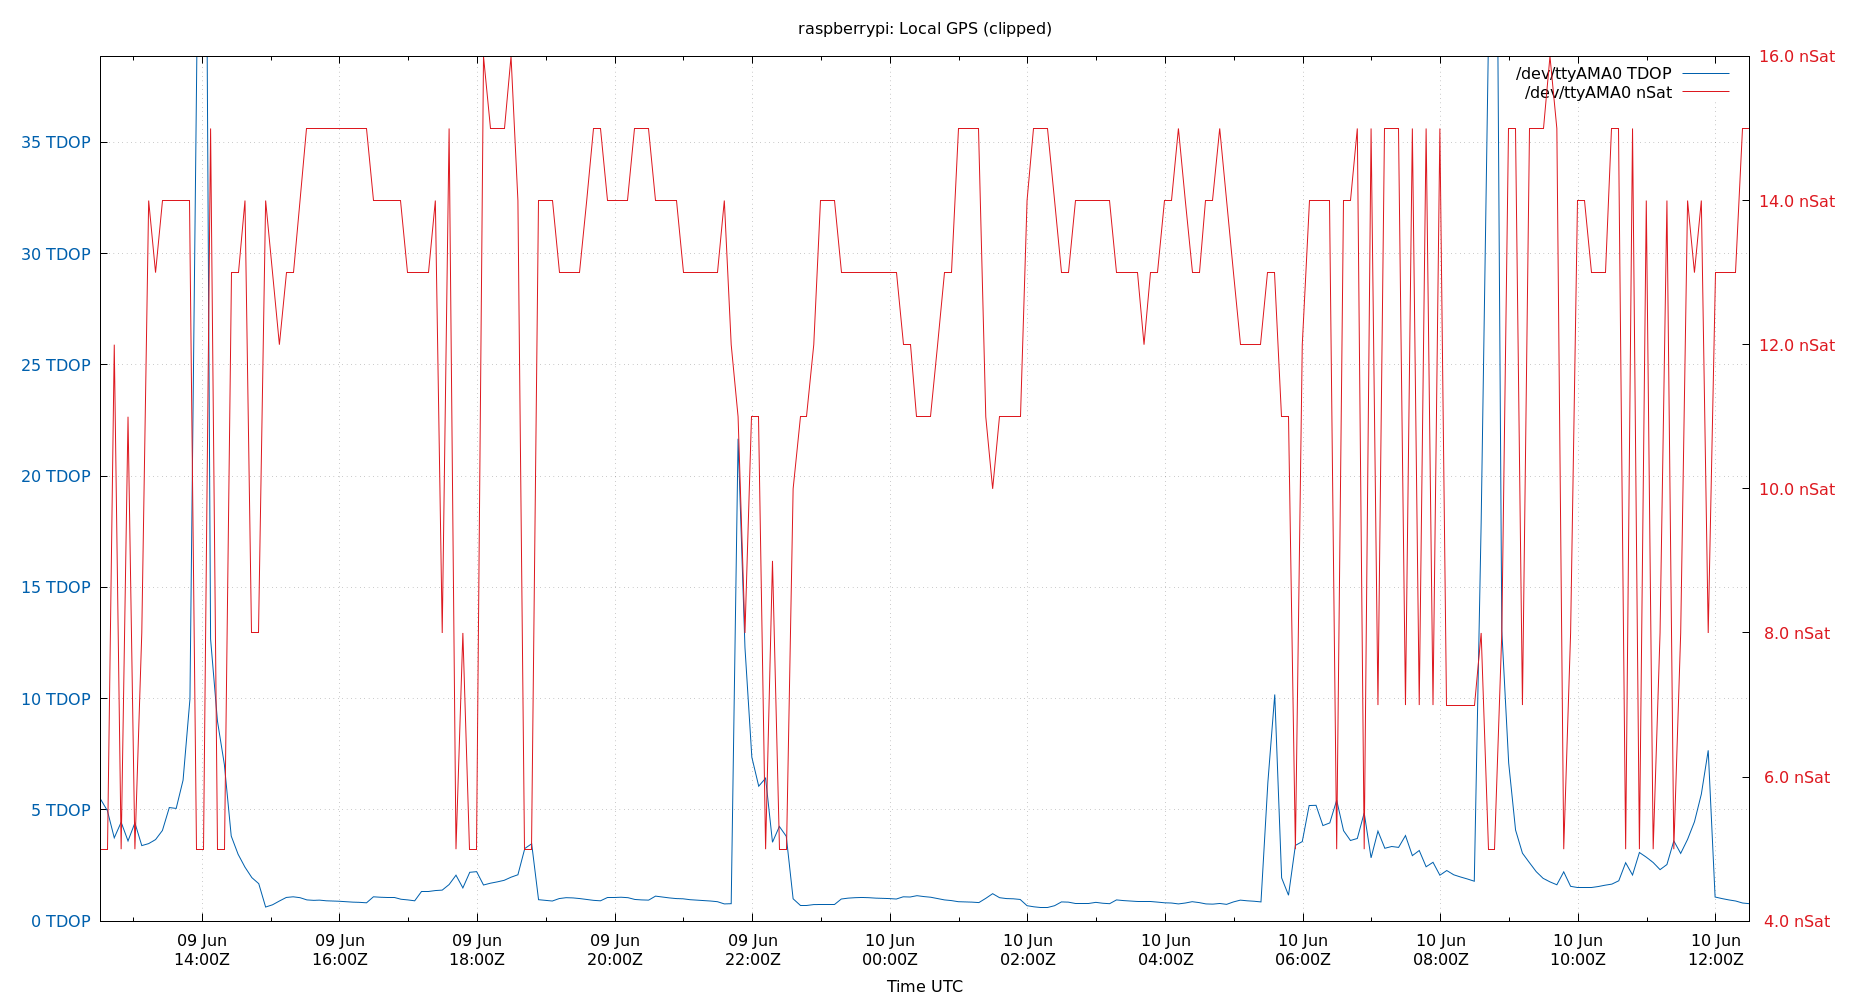 raspberrypi: Local GPS (clipped)
/dev/ttyAMA0 TDOP
/dev/ttyAMA0 nSat
35 TDOP
30 TDOP
25 TDOP
20 TDOP
15 TDOP
10 TDOP
5 TDOP
0 TDOP
16.0 nSat
14.0 nSat
12.0 nSat
10.0 nSat
8.0 nSat
6.0 nSat
4.0 nSat
09 Jun
14:00Z
09 Jun
16:00Z
09 Jun
18:00Z
09 Jun
20:00Z
09 Jun
22:00Z
10 Jun
00:00Z
10 Jun
02:00Z
10 Jun
04:00Z
10 Jun
06:00Z
10 Jun
08:00Z
10 Jun
10:00Z
10 Jun
12:00Z
Time UTC